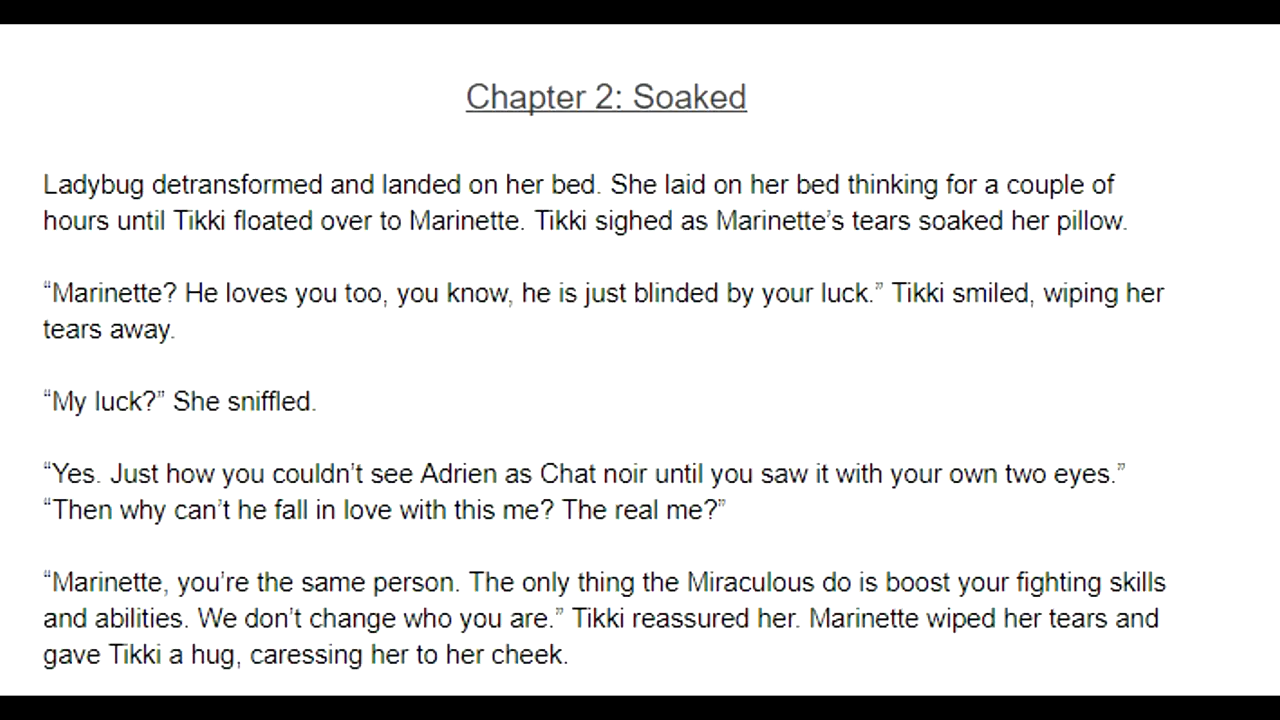 Chapter 2: Soaked
Ladybug detransformed and landed on her bed. She laid on her bed thinking for a couple of
hours until Tikki floated over to Marinette. Tikki sighed as Marinette’s tears soaked her pillow.
“Marinette? He loves you too, you know, he is just blinded by your luck.” Tikki smiled, wiping her
tears away.
“My luck?” She sniffled.
“Yes. Just how you couldn’t see Adrien as Chat noir until you saw it with your own two eyes.”
“Then why can’t he fall in love with this me? The real me?”
“Marinette, you’re the same person. The only thing the Miraculous do is boost your fighting skills
and abilities. We don’t change who you are.” Tikki reassured her. Marinette wiped her tears and
gave Tikki a hug, caressing her to her cheek.